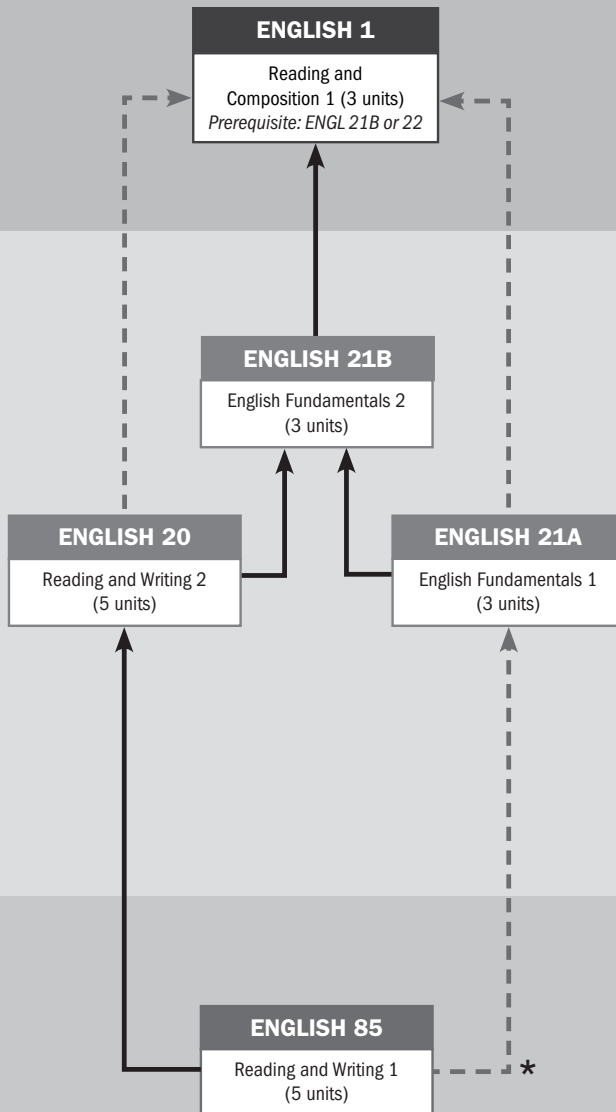 ENGLISH 1
Reading and
Composition 1 (3 units)
Prerequisite: ENGL 21B or 22
ENGLISH 21B
English Fundamentals 2
(3 units)
ENGLISH 20
Reading and Writing 2
(5 units)
ENGLISH 21A
English Fundamentals 1
(3 units)
ENGLISH 85
Reading and Writing 1
(5 units)
*